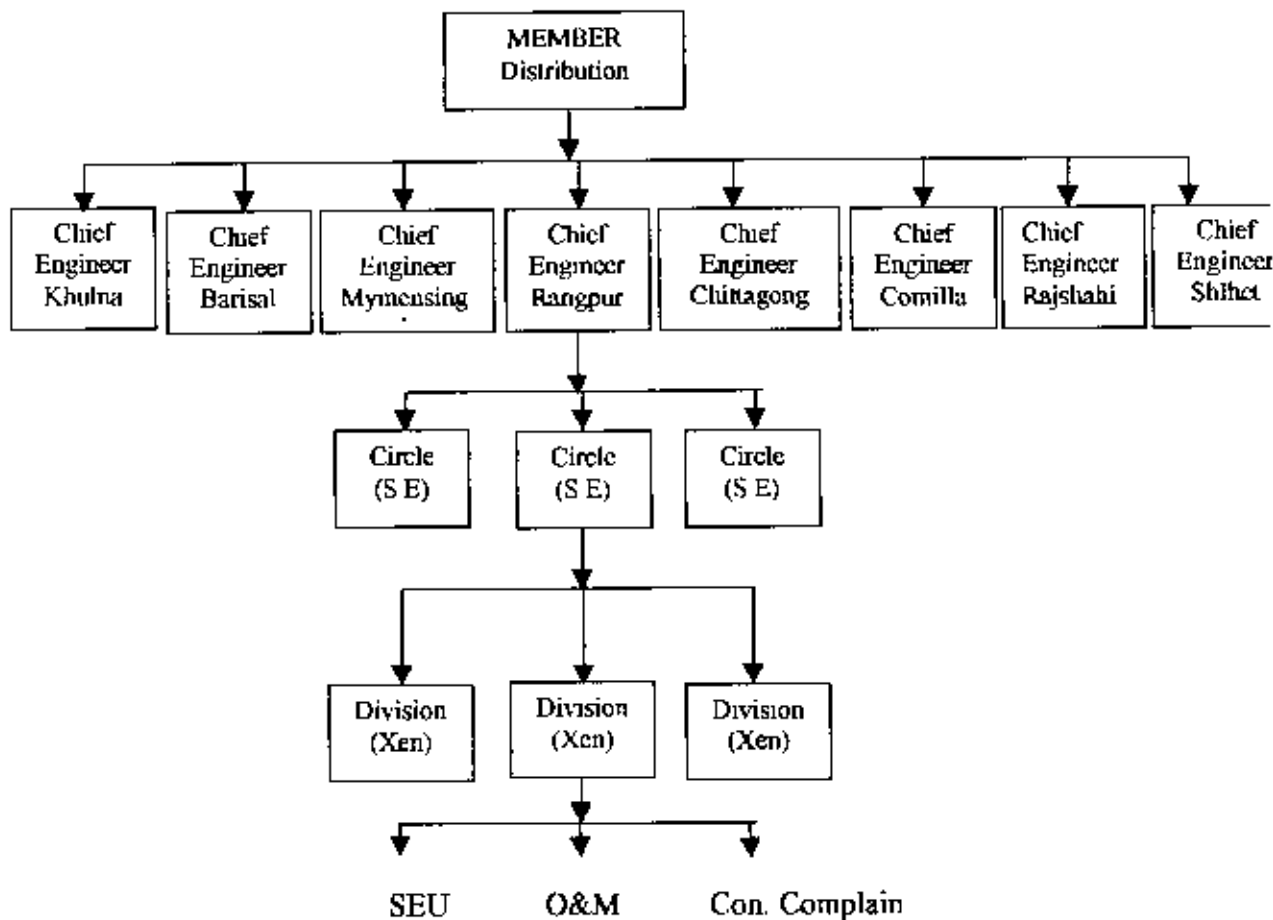 MEMBER
Distribution
Chief
Engineer
Khulna
Chief
Engineer
Barisal
Chief
Engineer
Mymensing
Chief
Engineer
Rangpur
Chief
Engineer
Chittagong
Chief
Engineer
Comilla
Chief
Engineer
Rajshahi
Chief
Engineer
Circle
(S E)
Circle
(S E)
Circle
(S E)
Division
(Xen)
Division
(Xen)
Division
(Xen)
SEU
O&M
Con. Complain